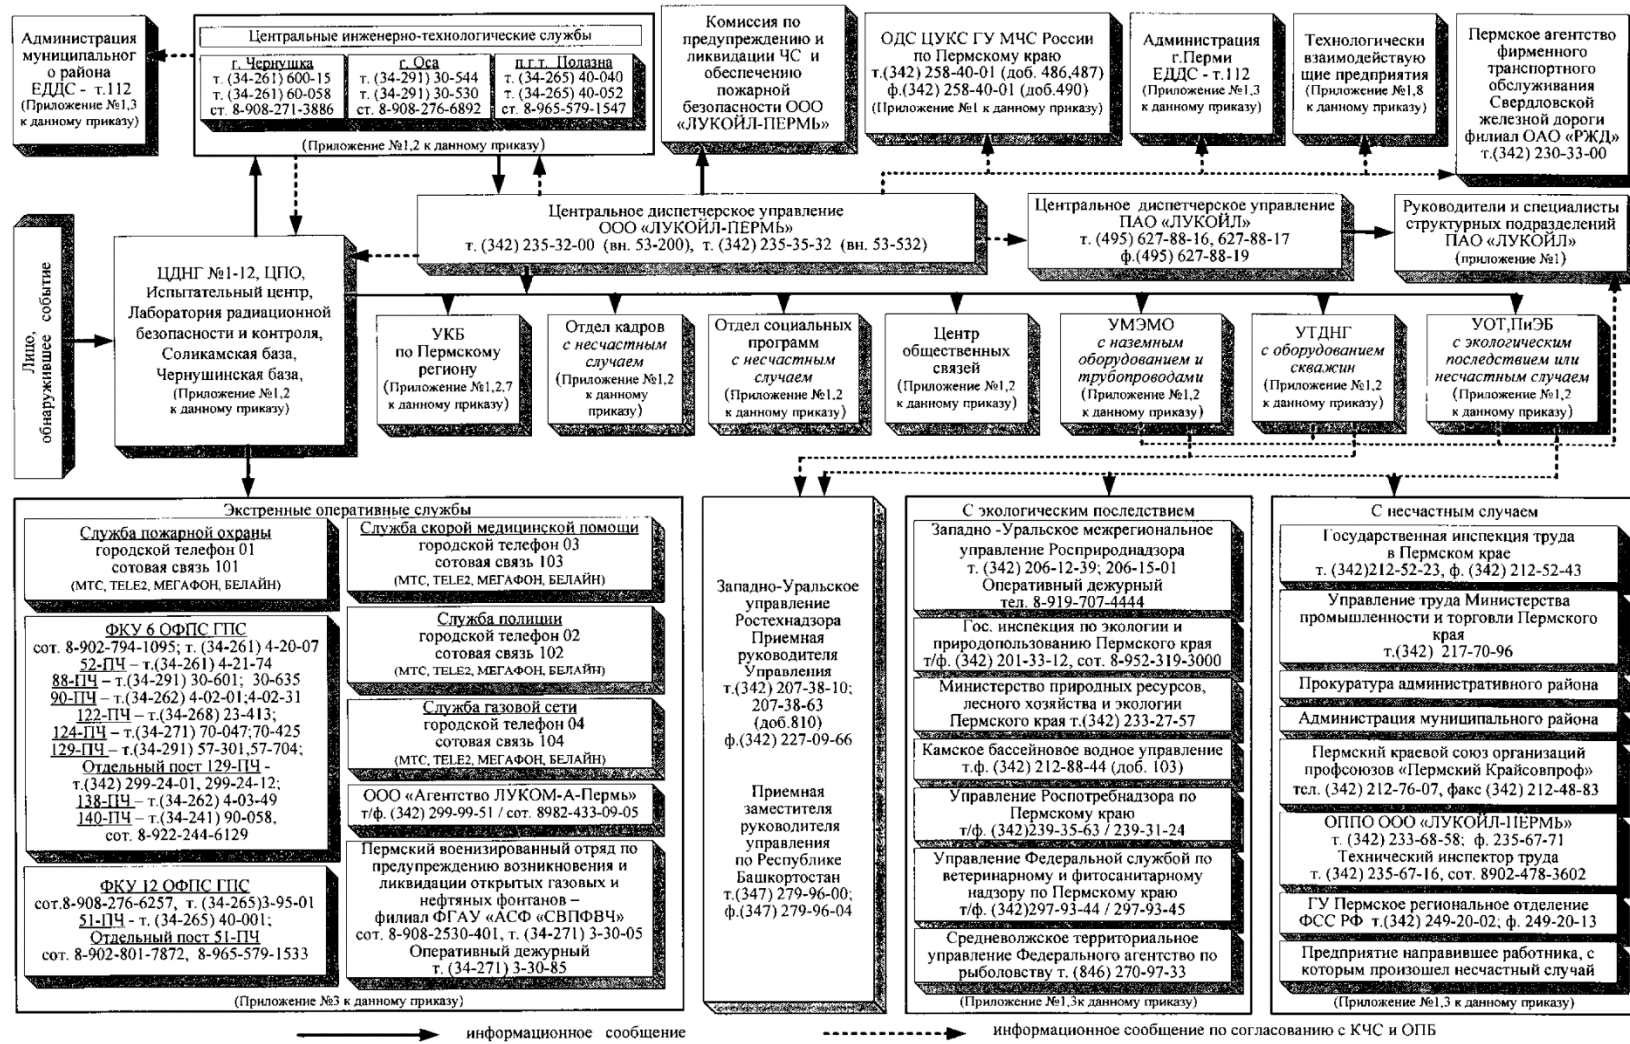 Администрация
муниципальног
о района
ЕДДС - т.112
(Приложение №1,3
к данному приказу)
Центральные инженерно-технологические службы
г. Чернушка
т. (34-261) 600-15
т. (34-261) 60-058
ст. 8-908-271-3886
г. Оса
т. (34-291) 30-544
т. (34-291) 30-530
ст. 8-908-276-6892
п.г.т. Полазна
т. (34-265) 40-040
т. (34-265) 40-052
ст. 8-965-579-1547
(Приложение №1,2 к данному приказу)
Комиссия по
предупреждению и
ликвидации ЧС и
обеспечению
пожарной
безопасности ООО
«ЛУКОЙЛ-ПЕРМЬ»
ОДС ЦУКС ГУ МЧС России
по Пермскому краю
т.(342) 258-40-01 (доб. 486,487)
ф.(342) 258-40-01 (доб.490)
(Приложение №1 к данному приказу)
Администрация
г.Перми
ЕДДС - т.112
(Приложение №1,3
к данному приказу)
Технологически
взаимодействую
щие предприятия
(Приложение №1,8
к данному приказу)
Пермское агентство
фирменного
транспортного
обслуживания
Свердловской
железной дороги
филиал ОАО «РЖД»
т.(342) 230-33-00
Центральное диспетчерское управление
ООО «ЛУКОЙЛ-ПЕРМЬ»
т. (342) 235-32-00 (вн. 53-200), т. (342) 235-35-32 (вн. 53-532)
Центральное диспетчерское управление
ПАО «ЛУКОЙЛ»
т. (495) 627-88-16, 627-88-17
ф.(495) 627-88-19
Руководители и специалисты
структурных подразделений
ПАО «ЛУКОЙЛ»
(приложение №1)
Лицо,
обнаружившее событие
ЦДНГ №1-12, ЦПО,
Испытательный центр,
Лаборатория радиационной
безопасности и контроля,
Соликамская база,
Чернушинская база,
(Приложение №1,2
к данному приказу)
УКБ
по Пермскому
региону
(Приложение №1,2,7
к данному приказу)
Отдел кадров
с несчастным
случаем
(Приложение №1,2
к данному
приказу)
Отдел социальных
программ
с несчастным
случаем
(Приложение №1,2
к данному приказу)
Центр
общественных
связей
(Приложение №1,2
к данному
приказу)
УМЭМО
с наземным
оборудованием и
трубопроводами
(Приложение №1,2
к данному
приказу)
УТДНГ
с оборудованием
скважин
(Приложение №1,2
к данному
приказу)
УОТ,ПиЭБ
с экологическим
последствием или
несчастным случаем
(Приложение №1,2
к данному приказу)
Экстренные оперативные службы
Служба пожарной охраны
городской телефон 01
сотовая связь 101
(МТС, TELE2, МЕГАФОН, БЕЛАЙН)
ФКУ 6 ОФПС ГПС
сот. 8-902-794-1095; т. (34-261) 4-20-07
52-ПЧ – т.(34-261) 4-21-74
88-ПЧ – т.(34-291) 30-601; 30-635
90-ПЧ – т.(34-262) 4-02-01;4-02-31
122-ПЧ – т.(34-268) 23-413;
124-ПЧ – т.(34-271) 70-047;70-425
129-ПЧ – т.(34-291) 57-301,57-704;
Отдельный пост 129-ПЧ -
т.(342) 299-24-01, 299-24-12;
138-ПЧ – т.(34-262) 4-03-49
140-ПЧ – т.(34-241) 90-058,
сот. 8-922-244-6129
ФКУ 12 ОФПС ГПС
сот.8-908-276-6257, т. (34-265)3-95-01
51-ПЧ - т. (34-265) 40-001;
Отдельный пост 51-ПЧ
сот. 8-902-801-7872, 8-965-579-1533
Служба скорой медицинской помощи
городской телефон 03
сотовая связь 103
(МТС, TELE2, МЕГАФОН, БЕЛАЙН)
Служба полиции
городской телефон 02
сотовая связь 102
(МТС, TELE2, МЕГАФОН, БЕЛАЙН)
Служба газовой сети
городской телефон 04
сотовая связь 104
(МТС, TELE2, МЕГАФОН, БЕЛАЙН)
ООО «Агентство ЛУКОМ-А-Пермь»
т/ф. (342) 299-99-51 / сот. 8982-433-09-05
Пермский военизированный отряд по
предупреждению возникновения и
ликвидации открытых газовых и
нефтяных фонтанов –
филиал ФГАУ «АСФ «СВПФВЧ»
сот. 8-908-2530-401, т. (34-271) 3-30-05
Оперативный дежурный
т. (34-271) 3-30-85
(Приложение №3 к данному приказу)
Западно-Уральское
управление
Ростехнадзора
Приемная
руководителя
Управления
т.(342) 207-38-10;
207-38-63
(доб.810)
ф.(342) 227-09-66
Приемная
заместителя
руководителя
управления
по Республике
Башкортостан
т.(347) 279-96-00;
ф.(347) 279-96-04
С экологическим последствием
Западно -Уральское межрегиональное
управление Росприроднадзора
т. (342) 206-12-39; 206-15-01
Оперативный дежурный
тел. 8-919-707-4444
Гос. инспекция по экологии и
природопользованию Пермского края
т/ф. (342) 201-33-12, сот. 8-952-319-3000
Министерство природных ресурсов,
лесного хозяйства и экологии
Пермского края т.(342) 233-27-57
Камское бассейновое водное управление
т.ф. (342) 212-88-44 (доб. 103)
Управление Роспотребнадзора по
Пермскому краю
т/ф. (342)239-35-63 / 239-31-24
Управление Федеральной службой по
ветеринарному и фитосанитарному
надзору по Пермскому краю
т/ф. (342)297-93-44 / 297-93-45
Средневолжское территориальное
управление Федерального агентство по
рыболовству т. (846) 270-97-33
(Приложение №1,3к данному приказу)
С несчастным случаем
Государственная инспекция труда
в Пермском крае
т. (342)212-52-23, ф. (342) 212-52-43
Управление труда Министерства
промышленности и торговли Пермского
края
т.(342) 217-70-96
Прокуратура административного района
Администрация муниципального района
Пермский краевой союз организаций
профсоюзов «Пермский Крайсовпроф»
тел. (342) 212-76-07, факс (342) 212-48-83
ОППО ООО «ЛУКОЙЛ-ПЕРМЬ»
т. (342) 233-68-58; ф. 235-67-71
Технический инспектор труда
т. (342) 235-67-16, сот. 8902-478-3602
ГУ Пермское региональное отделение
ФСС РФ т.(342) 249-20-02; ф. 249-20-13
Предприятие направившее работника, с
которым произошел несчастный случай
(Приложение №1,3 к данному приказу)
информационное сообщение
информационное сообщение по согласованию с КЧС и ОПБ